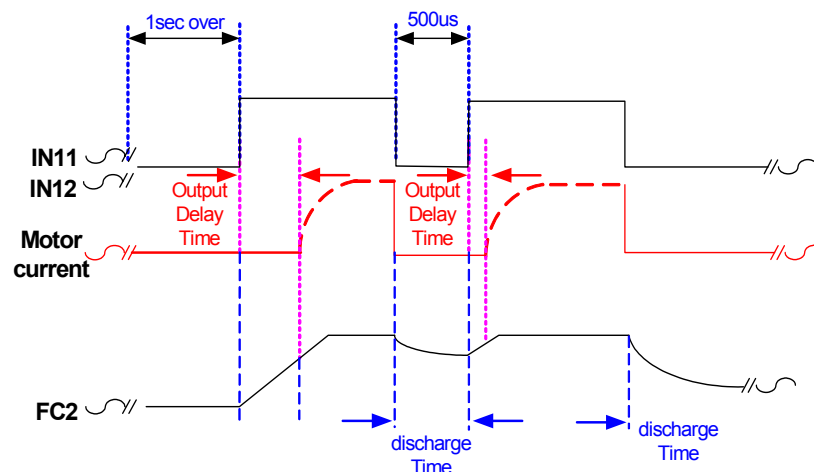 1sec over
500us
IN11
IN12
Output
Delay
Time
Output
Delay
Time
Motor
current
FC2
discharge
Time
discharge
Time